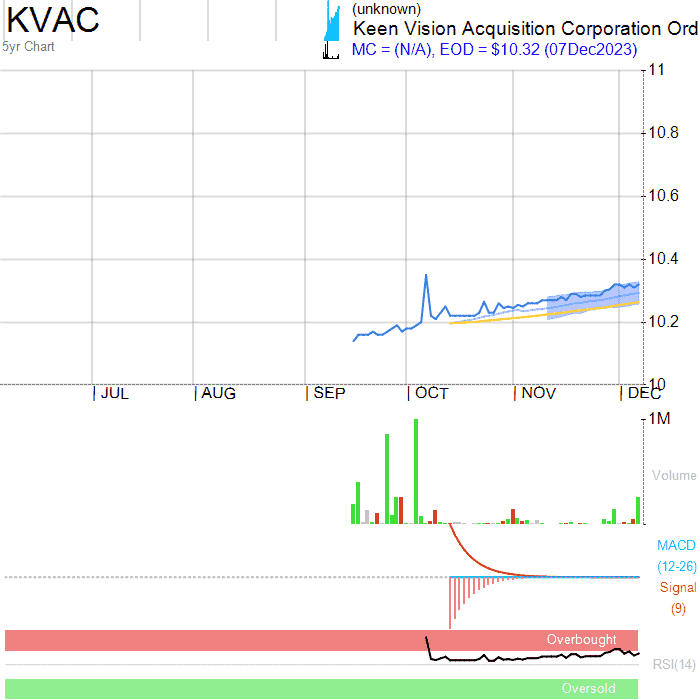 KVAC
5yr Chart
(unknown)
Keen Vision Acquisition Corporation Ord
MC = (N/A), EOD = $10.32 (07Dec2023)
11
10.8
10.6
10.4
10.2
10
JUL AUG SEP OCT NOV DEC
1M
Volume
MACD
(12-26)
Signal
(9)
Overbought
RSI(14)
Oversold